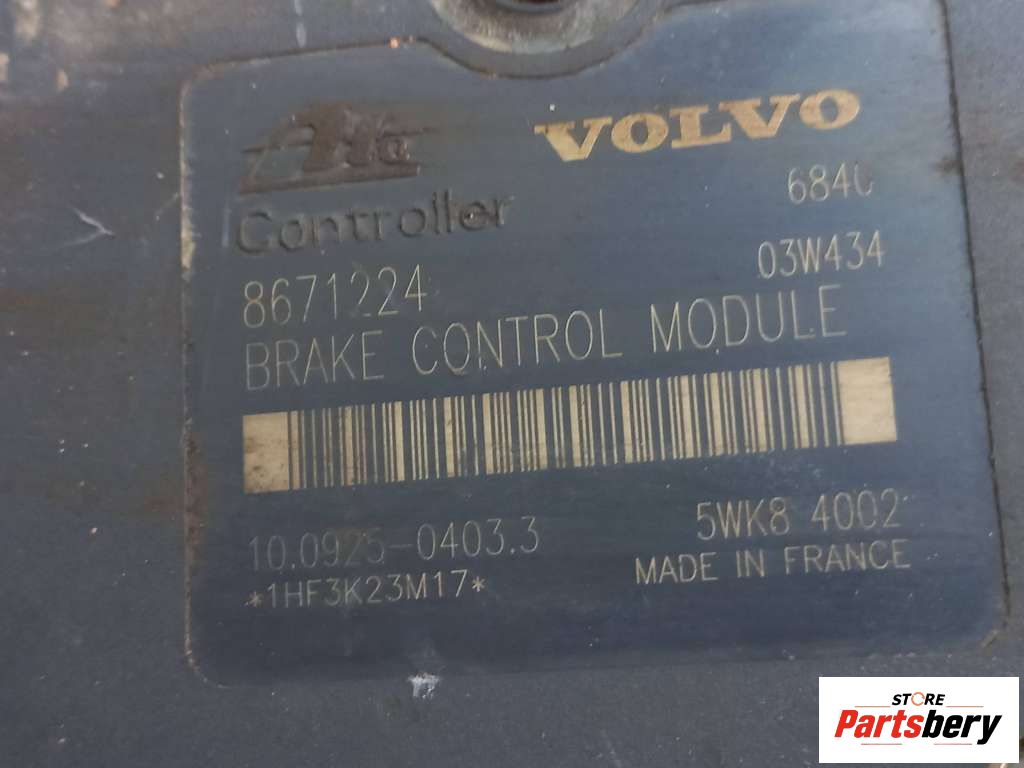 Ate VOLVO
Controller
8671224 03W434
BRAKE CONTROL MODULE
10.0925-0403.3 5WK8 4002
*1HF3K23M17* MADE IN FRANCE
STORE
Partsbery